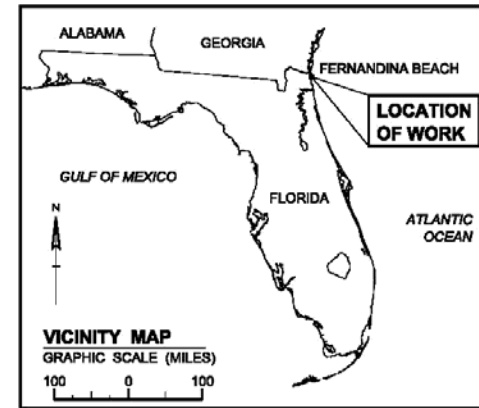 ALABAMA
GEORGIA
FERNANDINA BEACH
LOCATION
OF WORK
GULF OF MEXICO
FLORIDA
ATLANTIC
OCEAN
N
VICINITY MAP
GRAPHIC SCALE (MILES)
100 0 100